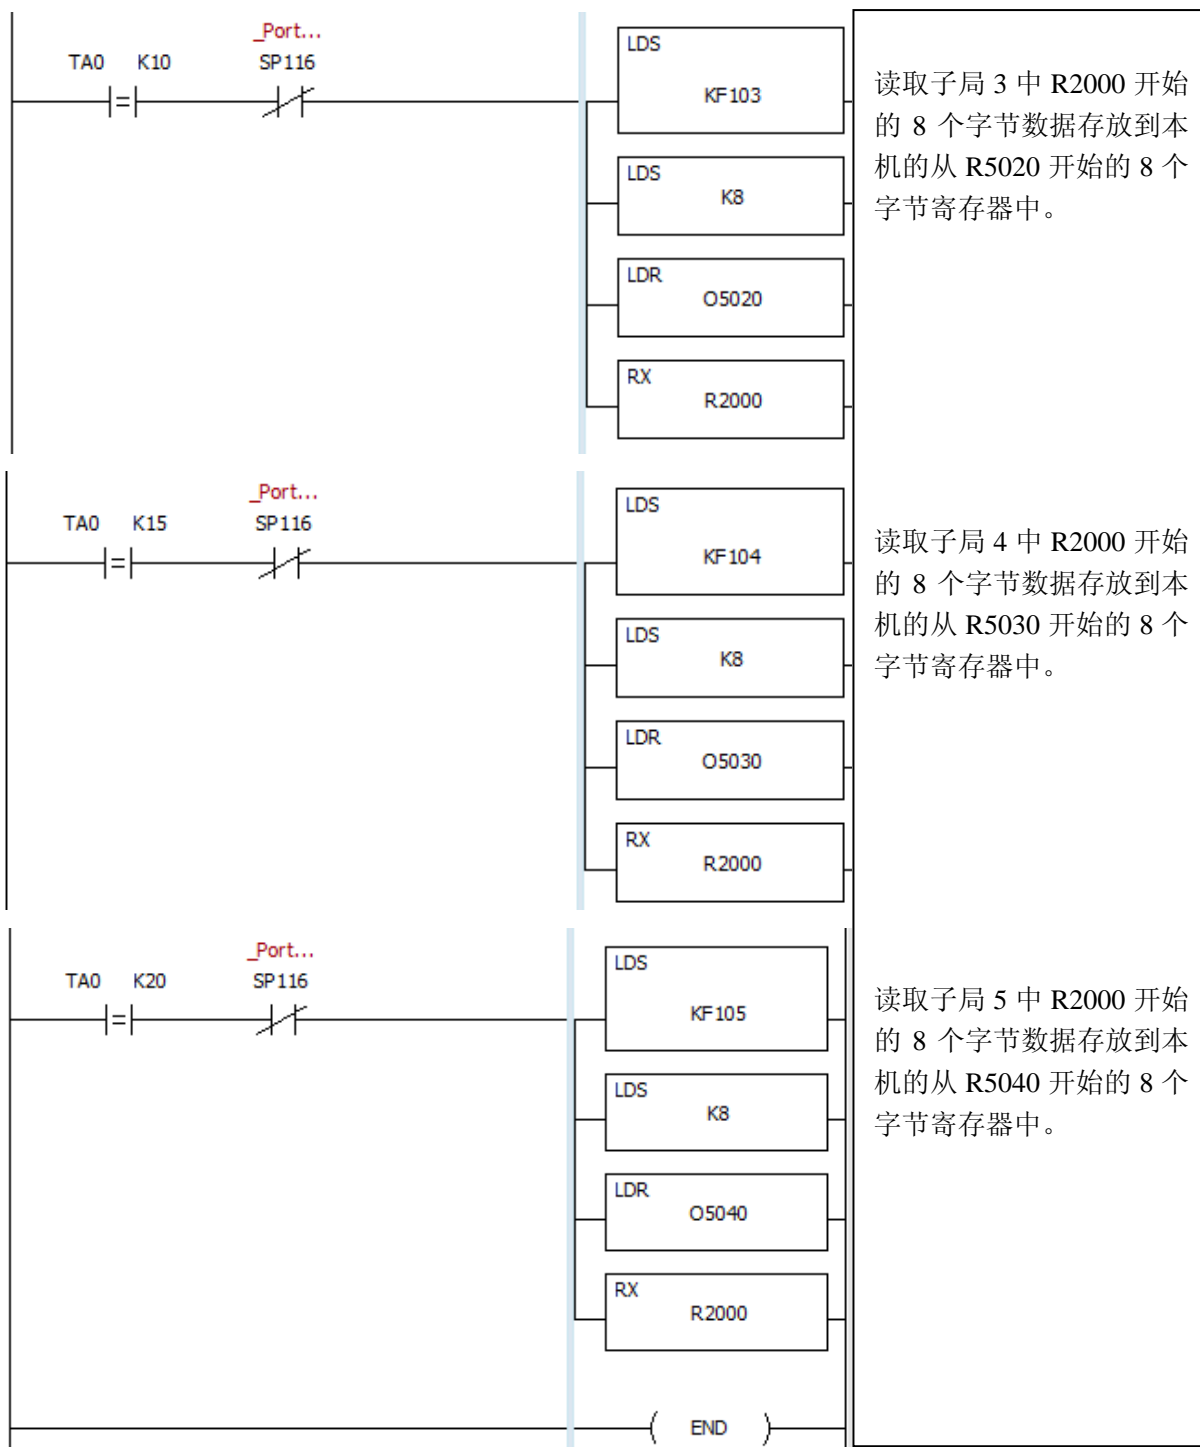 _Port...
TA0 K10 SP116
LDS
KF103
LDS
K8
LDR
O5020
RX
R2000
读取子局 3 中 R2000 开始
的 8 个字节数据存放到本
机的从 R5020 开始的 8 个
字节寄存器中。
_Port...
TA0 K15 SP116
LDS
KF104
LDS
K8
LDR
O5030
RX
R2000
读取子局 4 中 R2000 开始
的 8 个字节数据存放到本
机的从 R5030 开始的 8 个
字节寄存器中。
_Port...
TA0 K20 SP116
LDS
KF105
LDS
K8
LDR
O5040
RX
R2000
读取子局 5 中 R2000 开始
的 8 个字节数据存放到本
机的从 R5040 开始的 8 个
字节寄存器中。
END